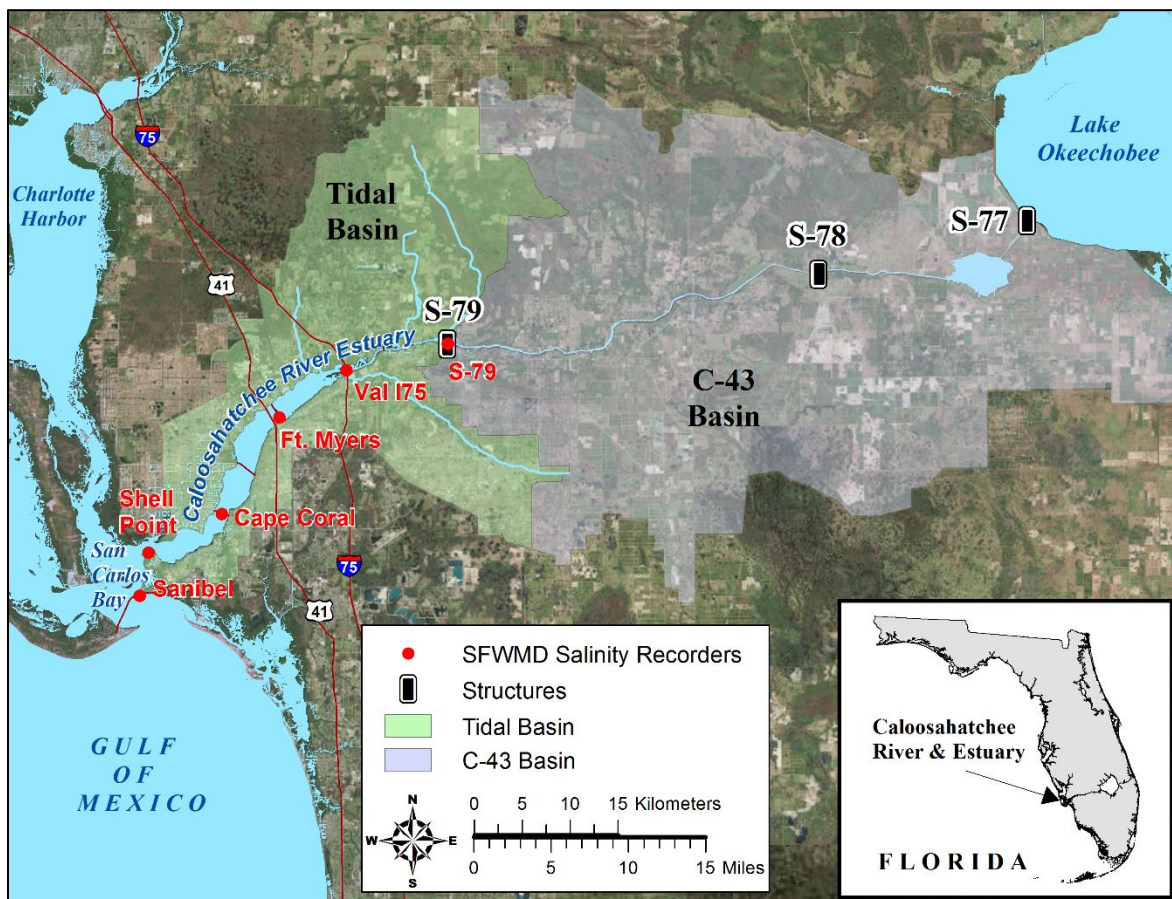 75
Lake
Okeechobee
Charlotte
Harbor
Tidal
Basin
S-77
S-78
41
S-79
S-79
Caloosahatchee River Estuary
Val I75
C-43
Basin
Ft. Myers
Shell
Point
Cape Coral
San
Carlos
Bay
Sanibel
75
41
GULF
OF
MEXICO
SFWMD Salinity Recorders
Structures
Tidal Basin
C-43 Basin
0 5 10 15 Kilometers
0 5 10 15 Miles
N
W E
S
Caloosahatchee
River & Estuary
FLORIDA